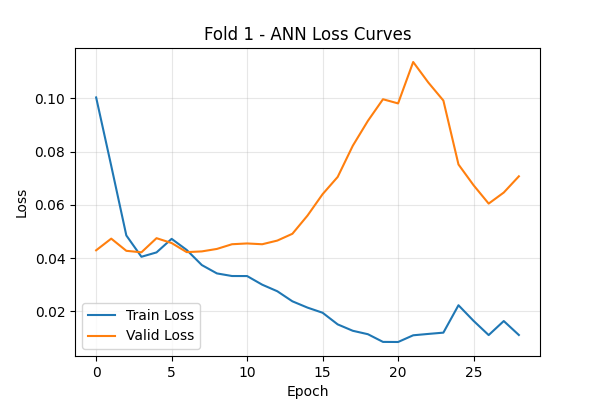 Fold 1 - ANN Loss Curves
Loss
0.10
0.08
0.06
0.04
0.02
Train Loss
Valid Loss
0 5 10 15 20 25
Epoch